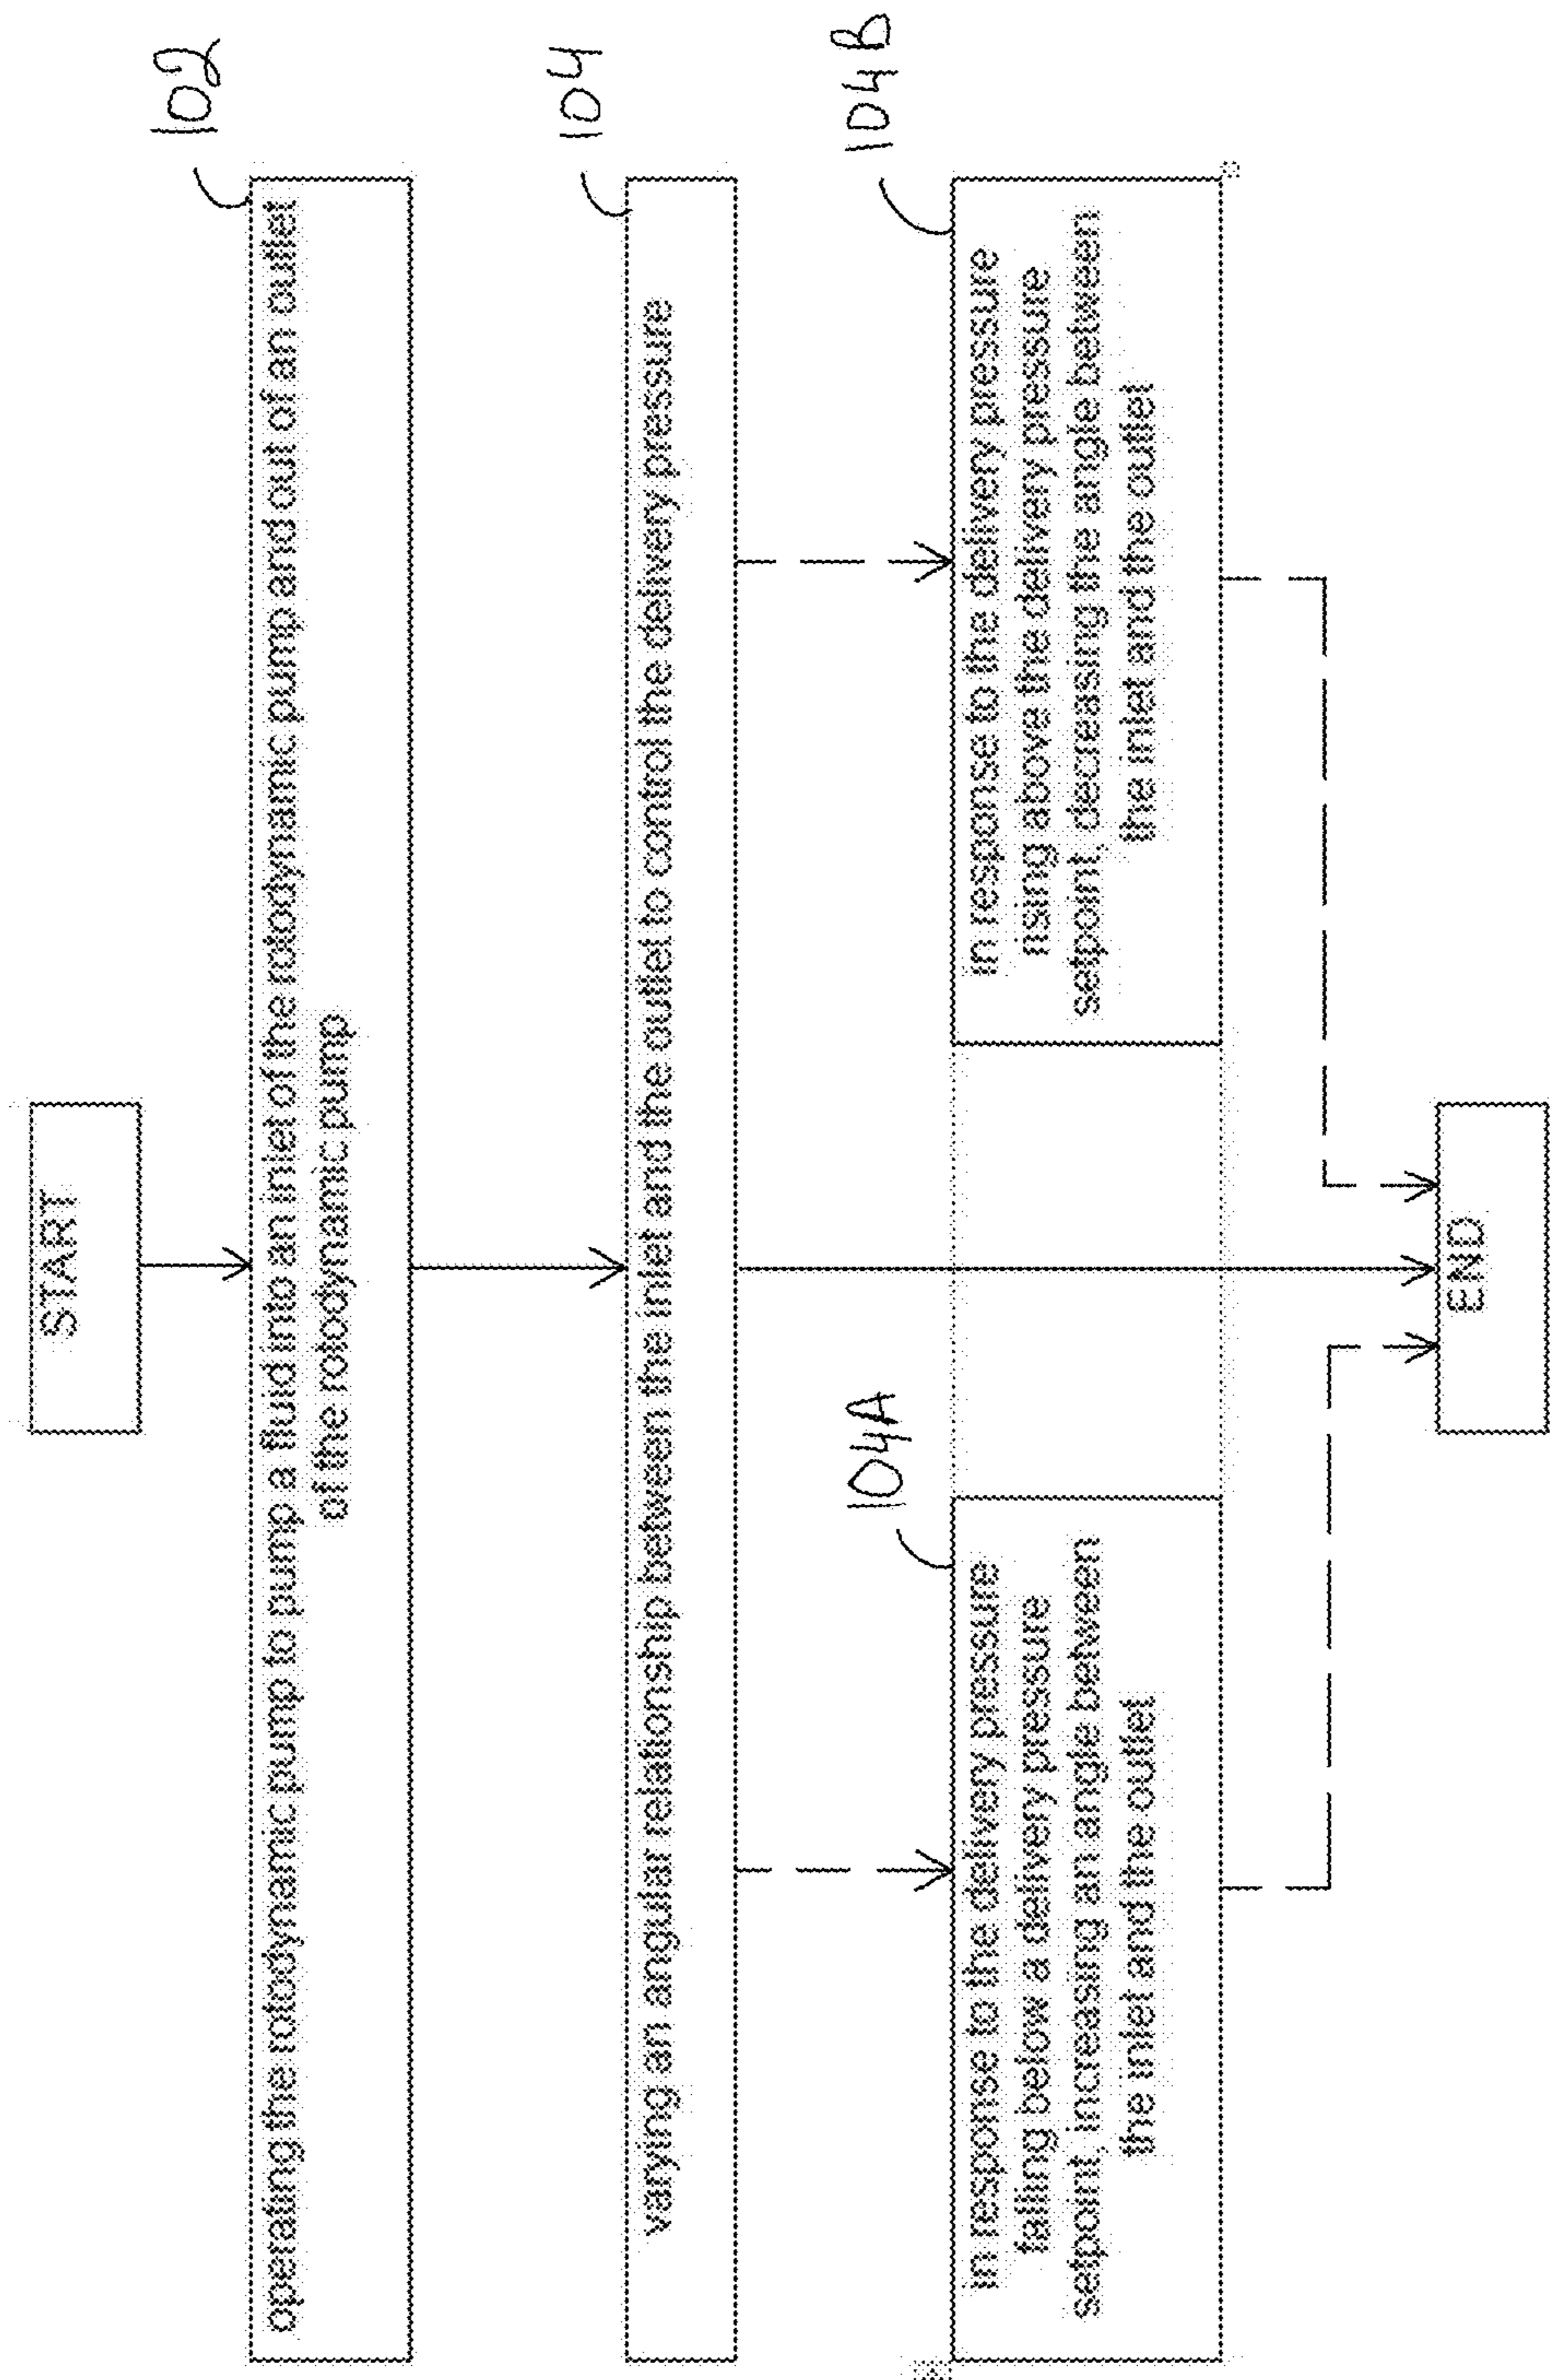 START
102
operating the rotodynamic pump to pump a fluid into an inlet of the rotodynamic pump and out of an outlet
of the rotodynamic pump
104
varying an angular relationship between the inlet and the outlet to control the delivery pressure
104A
in response to the delivery pressure
falling below a delivery pressure
setpoint, increasing an angle between
the inlet and the outlet
104B
in response to the delivery pressure
rising above the delivery pressure
setpoint, decreasing the angle between
the inlet and the outlet
END